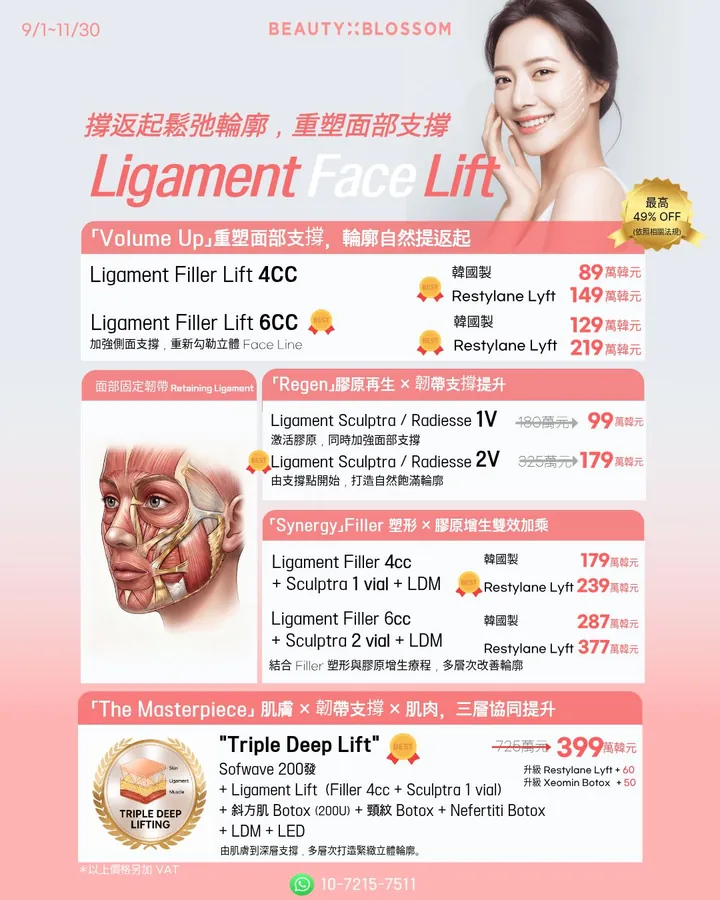 9/1~11/30
BEAUTY BLOSSOM
撐返起鬆弛輪廓，重塑面部支撐
Ligament Face Lift
最高
49% OFF
(依照相關法規)
「Volume Up」重塑面部支撐，輪廓自然提返起
Ligament Filler Lift 4CC
韓國製 89萬韓元
BEST
Restylane Lyft 149萬韓元
Ligament Filler Lift 6CC BEST
韓國製 129萬韓元
加強側面支撐，重新勾勒立體 Face Line
BEST
Restylane Lyft 219萬韓元
面部固定韌帶 Retaining Ligament
「Regen」膠原再生 × 韌帶支撐提升
Ligament Sculptra / Radiesse 1V 180萬元 99萬韓元
激活膠原，同時加強面部支撐
BEST
Ligament Sculptra / Radiesse 2V 325萬元 179萬韓元
由支撐點開始，打造自然飽滿輪廓
「Synergy」Filler 塑形 × 膠原增生雙效加乘
Ligament Filler 4cc
+ Sculptra 1 vial + LDM
韓國製 179萬韓元
BEST
Restylane Lyft 239萬韓元
Ligament Filler 6cc
+ Sculptra 2 vial + LDM
韓國製 287萬韓元
Restylane Lyft 377萬韓元
結合 Filler 塑形與膠原增生療程，多層次改善輪廓
「The Masterpiece」肌膚 × 韌帶支撐 × 肌肉，三層協同提升
Skin
Ligament
Muscle
TRIPLE DEEP
LIFTING
"Triple Deep Lift" BEST 725萬元 399萬韓元
Sofwave 200發
升級 Restylane Lyft + 60
升級 Xeomin Botox + 50
+ Ligament Lift (Filler 4cc + Sculptra 1 vial)
+ 斜方肌 Botox (200U) + 頸紋 Botox + Nefertiti Botox
+ LDM + LED
由肌膚到深層支撐，多層次打造緊緻立體輪廓。
*以上價格另加 VAT
10-7215-7511